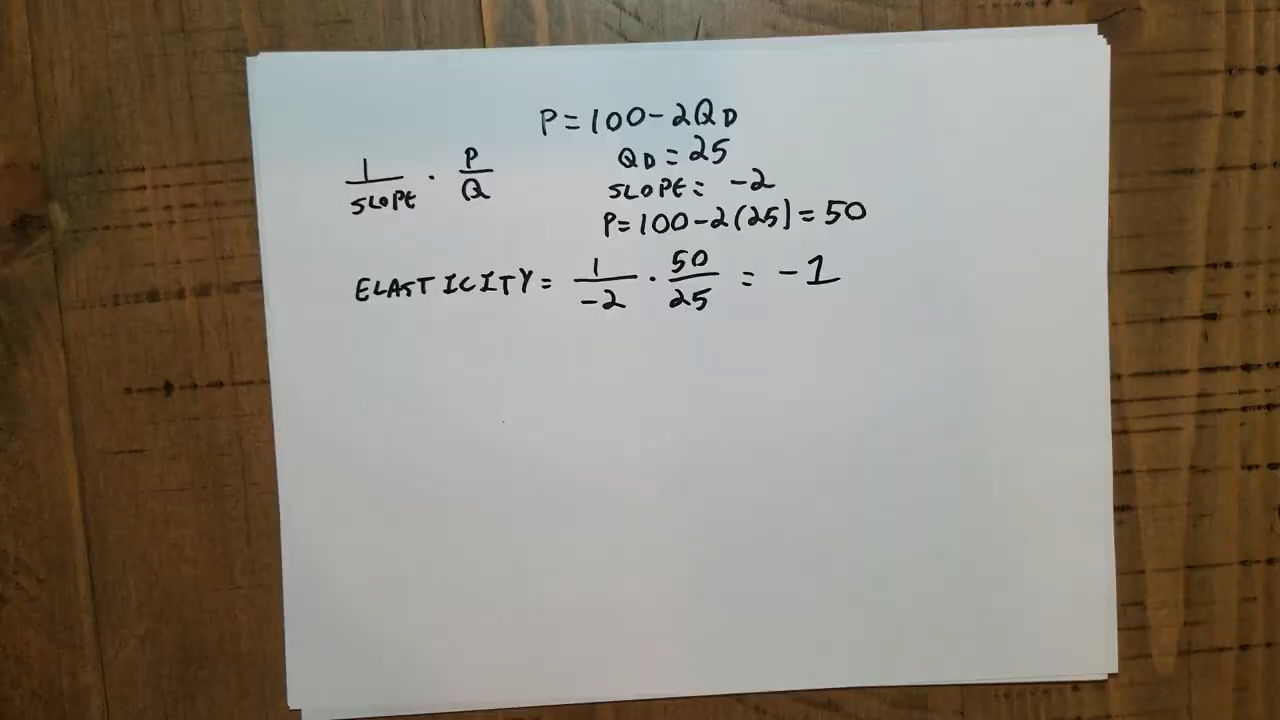 P = 100 - 2QD
1/SLOPE · P/Q
QD = 25
SLOPE = -2
P = 100 - 2(25) = 50
ELASTICITY = 1/-2 · 50/25 = -1